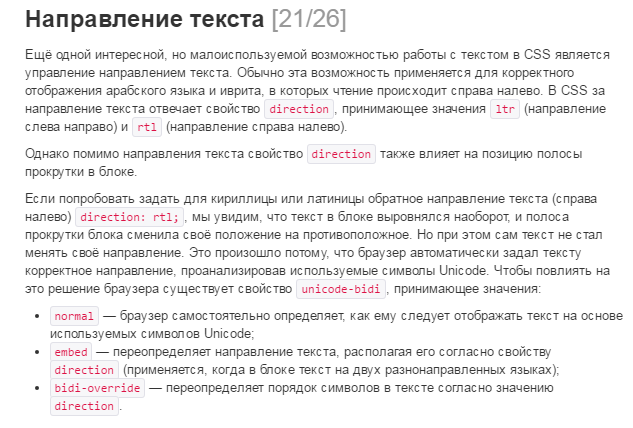 Направление текста [21/26]
Ещё одной интересной, но малоиспользуемой возможностью работы с текстом в CSS является
управление направлением текста. Обычно эта возможность применяется для корректного
отображения арабского языка и иврита, в которых чтение происходит справа налево. В CSS за
направление текста отвечает свойство direction, принимающее значения ltr (направление
слева направо) и rtl (направление справа налево).
Однако помимо направления текста свойство direction также влияет на позицию полосы
прокрутки в блоке.
Если попробовать задать для кириллицы или латиницы обратное направление текста (справа
налево) direction: rtl;, мы увидим, что текст в блоке выровнялся наоборот, и полоса
прокрутки блока сменила своё положение на противоположное. Но при этом сам текст не стал
менять своё направление. Это произошло потому, что браузер автоматически задал тексту
корректное направление, проанализировав используемые символы Unicode. Чтобы повлиять на
это решение браузера существует свойство unicode-bidi, принимающее значения:
• normal — браузер самостоятельно определяет, как ему следует отображать текст на основе
используемых символов Unicode;
• embed — переопределяет направление текста, располагая его согласно свойству
direction (применяется, когда в блоке текст на двух разнонаправленных языках);
• bidi-override — переопределяет порядок символов в тексте согласно значению
direction.